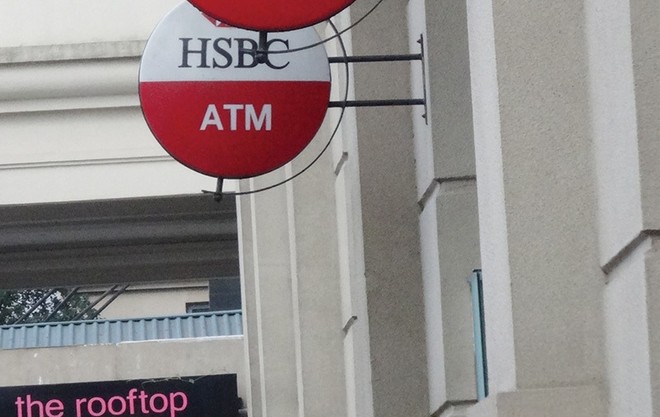 HSBC
ATM
the rooftop